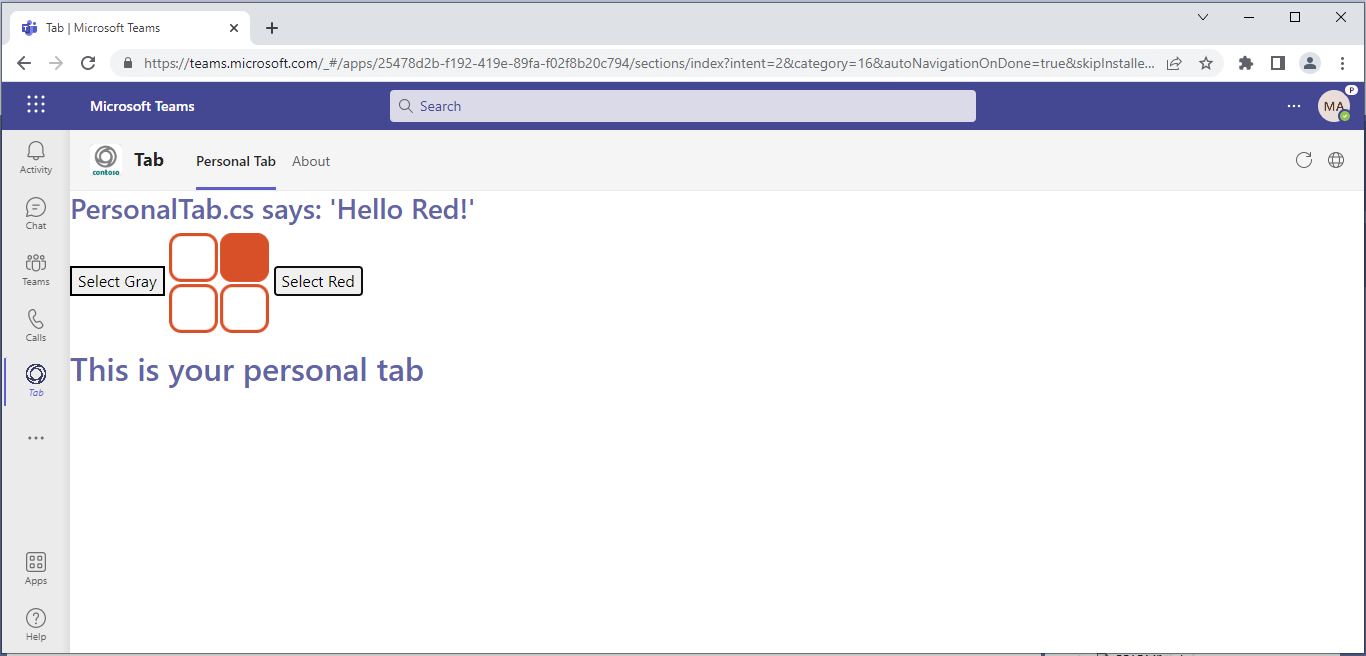 Tab | Microsoft Teams
https://teams.microsoft.com/_#/apps/25478d2b-f192-419e-89fa-f02f8b20c794/sections/index?intent=2&category=16&autoNavigationOnDone=true&skipInstalle...
Microsoft Teams
Search
MA
P
Activity
Chat
Teams
Calls
Tab
Apps
Help
contoso
Tab
Personal Tab
About
PersonalTab.cs says: 'Hello Red!'
Select Gray
Select Red
This is your personal tab